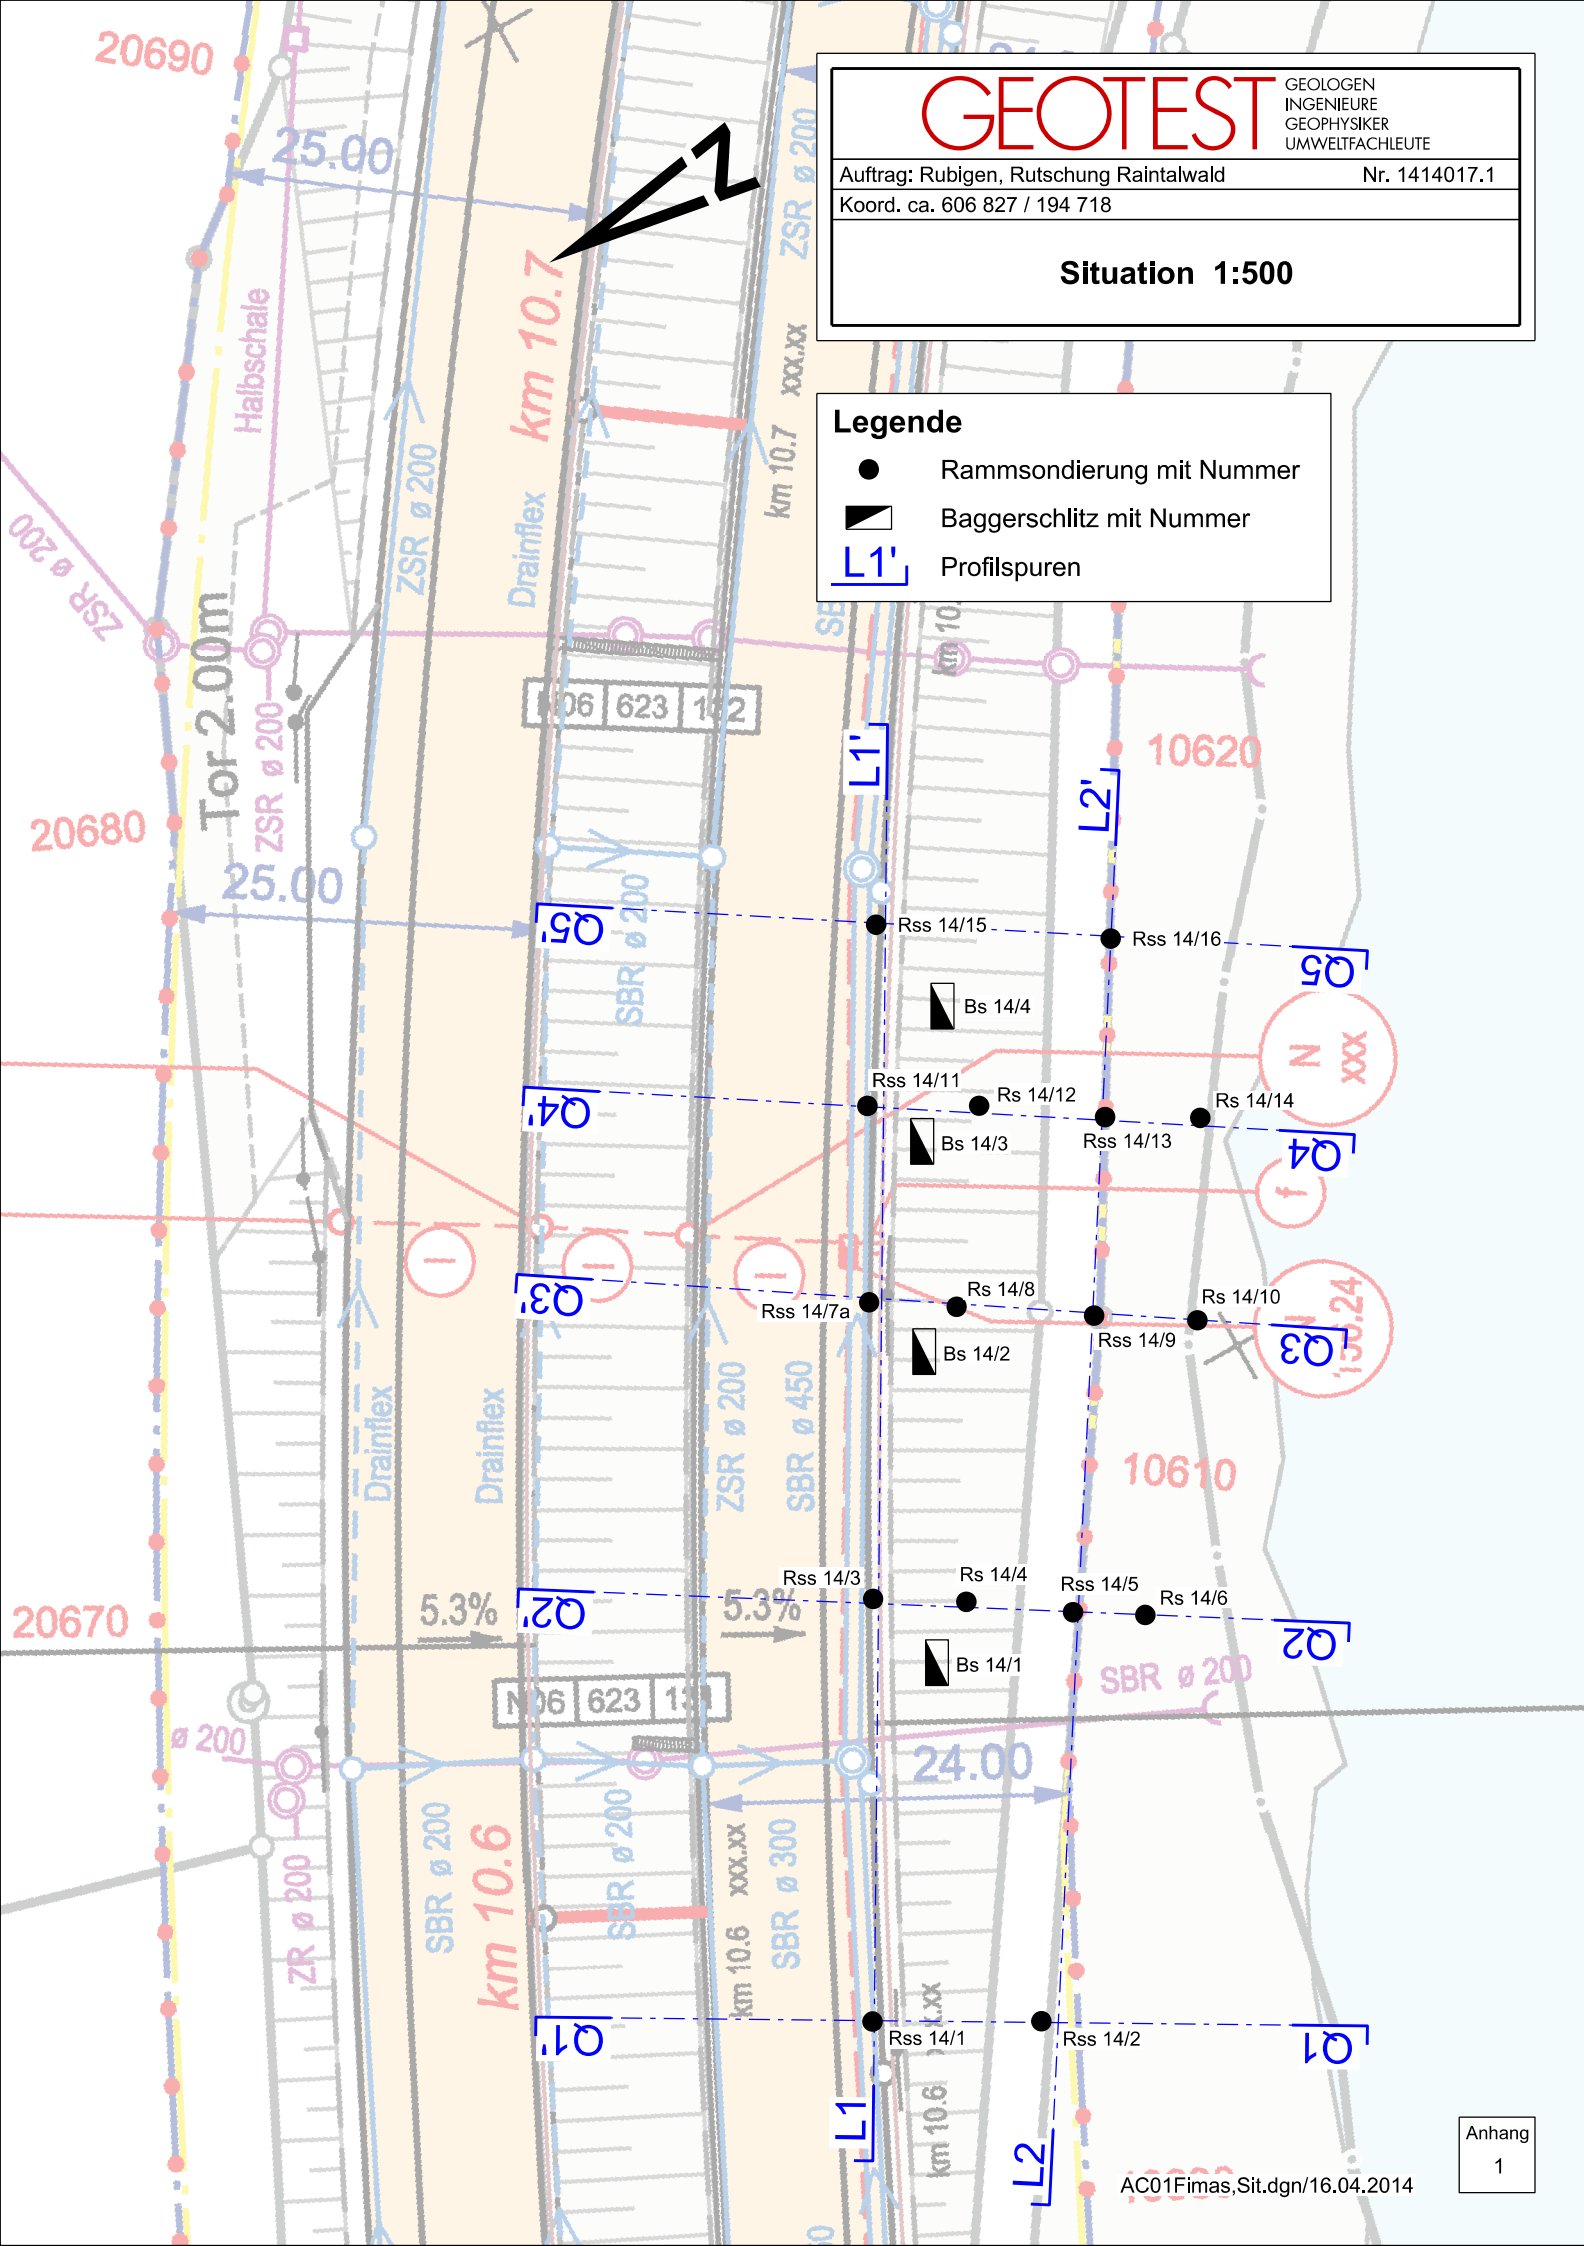 GEOTEST
GEOLOGEN
INGENIEURE
GEOPHYSIKER
UMWELTFACHLEUTE
Auftrag: Rubigen, Rutschung Raintalwald Nr. 1414017.1
Koord. ca. 606 827 / 194 718
Situation 1:500
Legende
Rammsondierung mit Nummer
Baggerschlitz mit Nummer
L1' Profilspuren
20690
25.00
ZSR ø 200
km 10.7
Halbschale
km 10.7 xxx.xx
ZSR ø 200
Drainflex
ZSR ø 200
Tor 2.00m
ZSR ø 200
623
L1'
10620
L2'
20680
25.00
SBR ø 200
Q5'
Rss 14/15
Rss 14/16
Q5
Bs 14/4
N
xxx
Rss 14/11
Rs 14/12
Rs 14/14
Q4'
Bs 14/3
Rss 14/13
Q4
f
Q3'
Rss 14/7a
Rs 14/8
Rs 14/10
Rss 14/9
Q3
Bs 14/2
Drainflex
Drainflex
ZSR ø 200
SBR ø 450
10610
20670
5.3%
Q2'
5.3%
Rss 14/3
Rs 14/4
Rss 14/5
Rs 14/6
Q2
Bs 14/1
SBR ø 200
623
ø 200
24.00
SBR ø 200
km 10.6
SBR ø 200
km 10.6 xxx.xx
SBR ø 300
ZR ø 200
Q1'
Rss 14/1
Rss 14/2
Q1
km 10.6
L1
L2
AC01Fimas,Sit.dgn/16.04.2014
Anhang
1